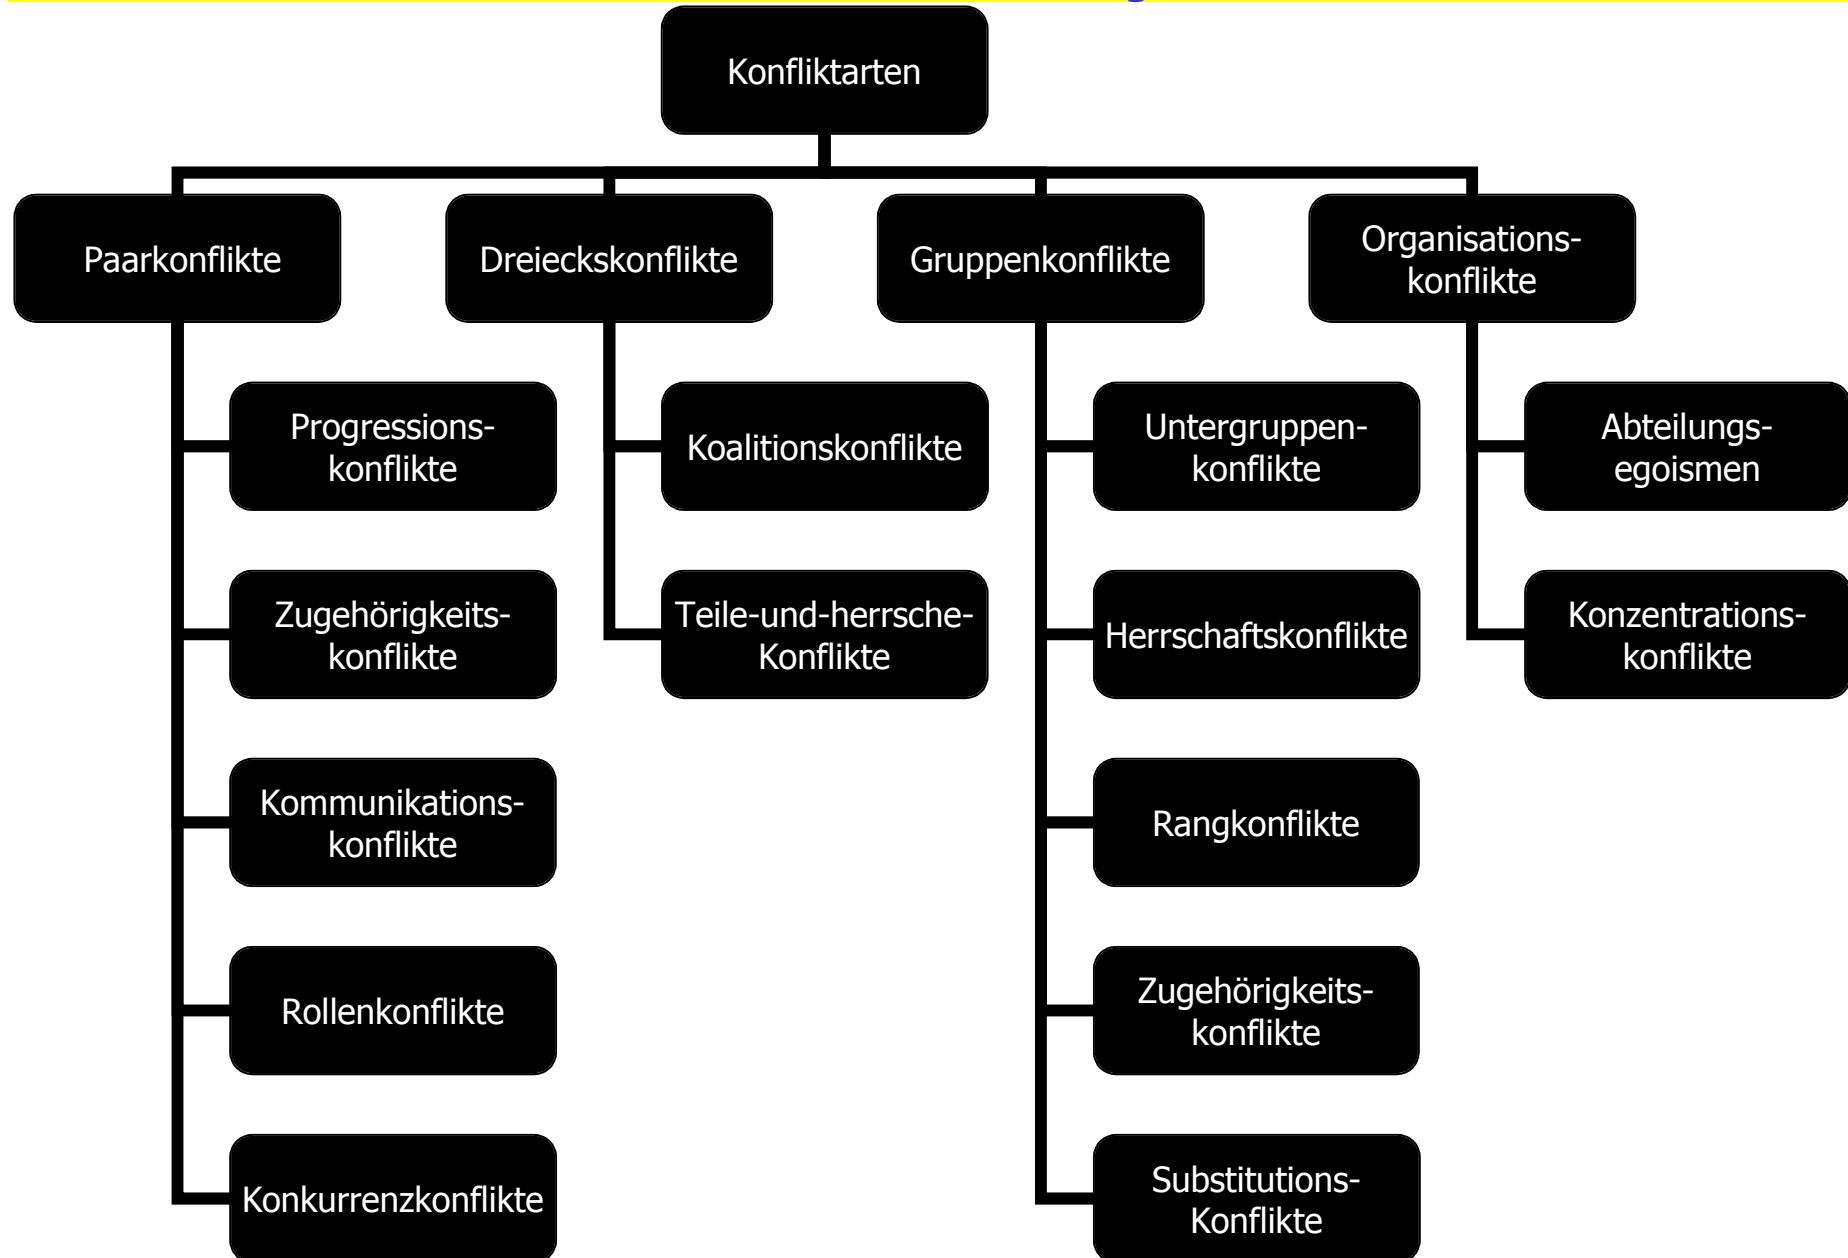 Konfliktarten
Paarkonflikte
Dreieckskonflikte
Gruppenkonflikte
Organisations-
konflikte
Progressions-
konflikte
Zugehörigkeits-
konflikte
Kommunikations-
konflikte
Rollenkonflikte
Konkurrenzkonflikte
Koalitionskonflikte
Teile-und-herrsche-
Konflikte
Untergruppen-
konflikte
Herrschaftskonflikte
Rangkonflikte
Zugehörigkeits-
konflikte
Substitutions-
Konflikte
Abteilungs-
egoismen
Konzentrations-
konflikte